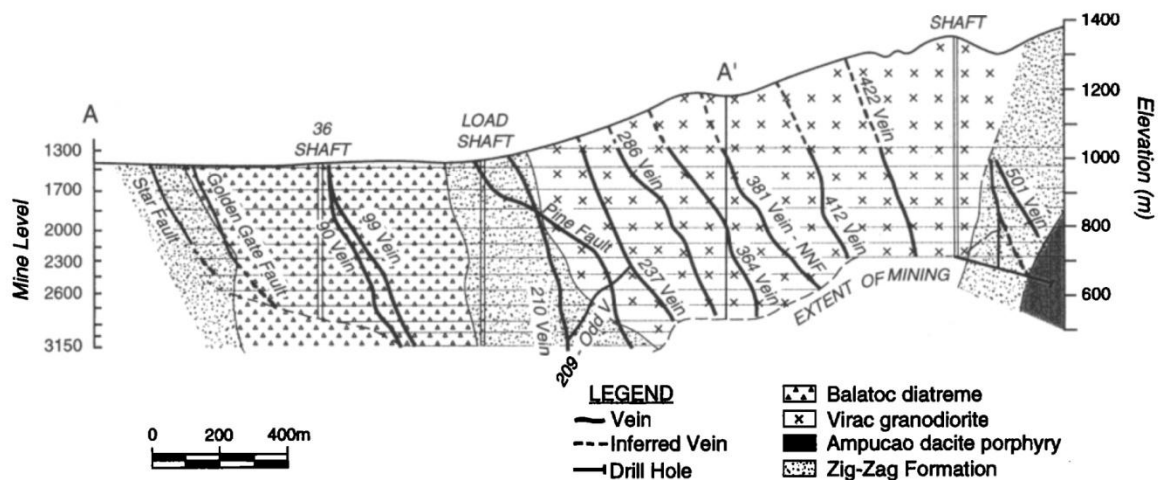 SHAFT
1400
A'
1200
A
36
SHAFT
LOAD
SHAFT
422 Vein
286 Vein
1300
1000
1700
Star Fault
Golden Gate Fault
99 Vein
90 Vein
Pine Fault
381 Vein - NNF
412 Vein
501 Vein
2000
800
2300
237 Vein
364 Vein
2600
EXTENT OF MINING
600
210 Vein
Odd 7
3150
209
Mine Level
Elevation (m)
0 200 400m
LEGEND
Vein
Inferred Vein
Drill Hole
Balatoc diatreme
Virac granodiorite
Ampucao dacite porphyry
Zig-Zag Formation